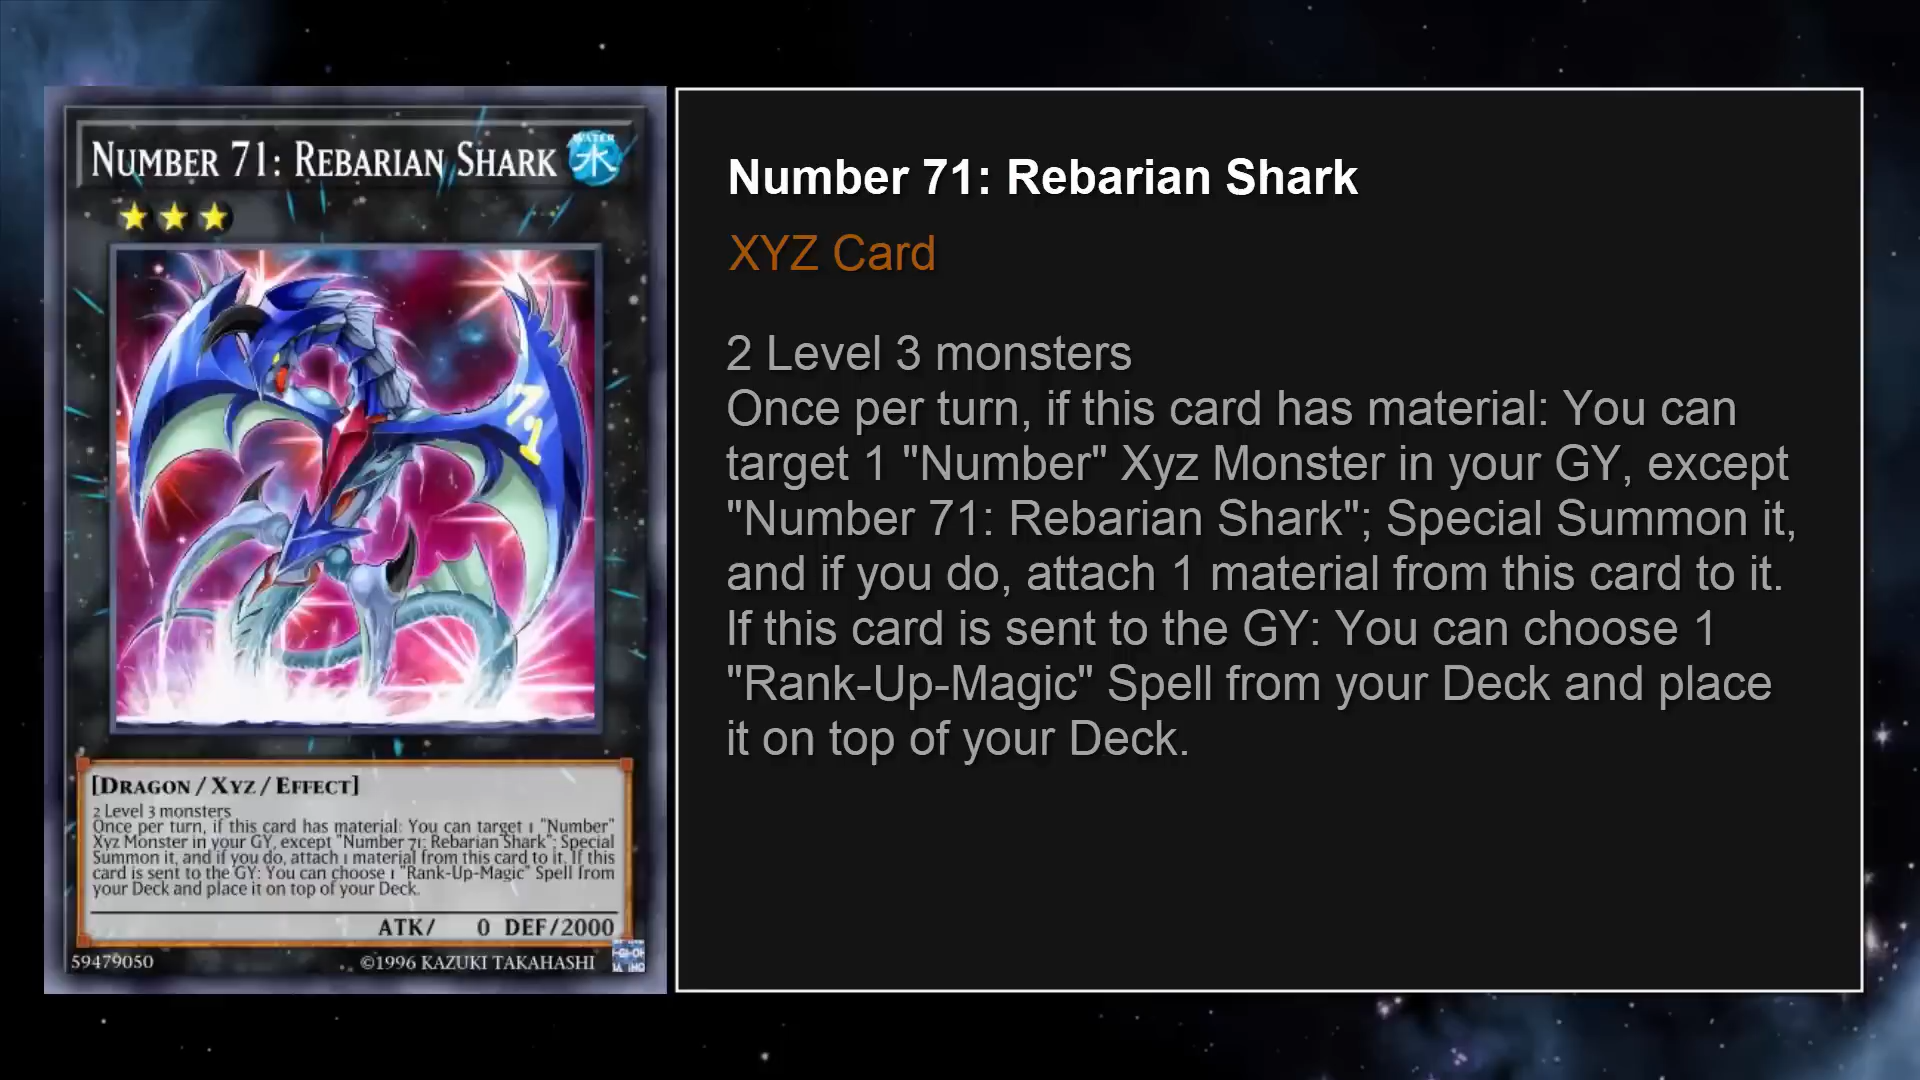 NUMBER 71: REBARIAN SHARK
WATER
水
71
[DRAGON / XYZ / EFFECT]
2 Level 3 monsters
Once per turn, if this card has material: You can target 1 "Number"
Xyz Monster in your GY, except "Number 71: Rebarian Shark"; Special
Summon it, and if you do, attach 1 material from this card to it. If this
card is sent to the GY: You can choose 1 "Rank-Up-Magic" Spell from
your Deck and place it on top of your Deck.
ATK/ 0 DEF/2000
59479050
©1996 KAZUKI TAKAHASHI
Number 71: Rebarian Shark
XYZ Card
2 Level 3 monsters
Once per turn, if this card has material: You can
target 1 "Number" Xyz Monster in your GY, except
"Number 71: Rebarian Shark"; Special Summon it,
and if you do, attach 1 material from this card to it.
If this card is sent to the GY: You can choose 1
"Rank-Up-Magic" Spell from your Deck and place
it on top of your Deck.